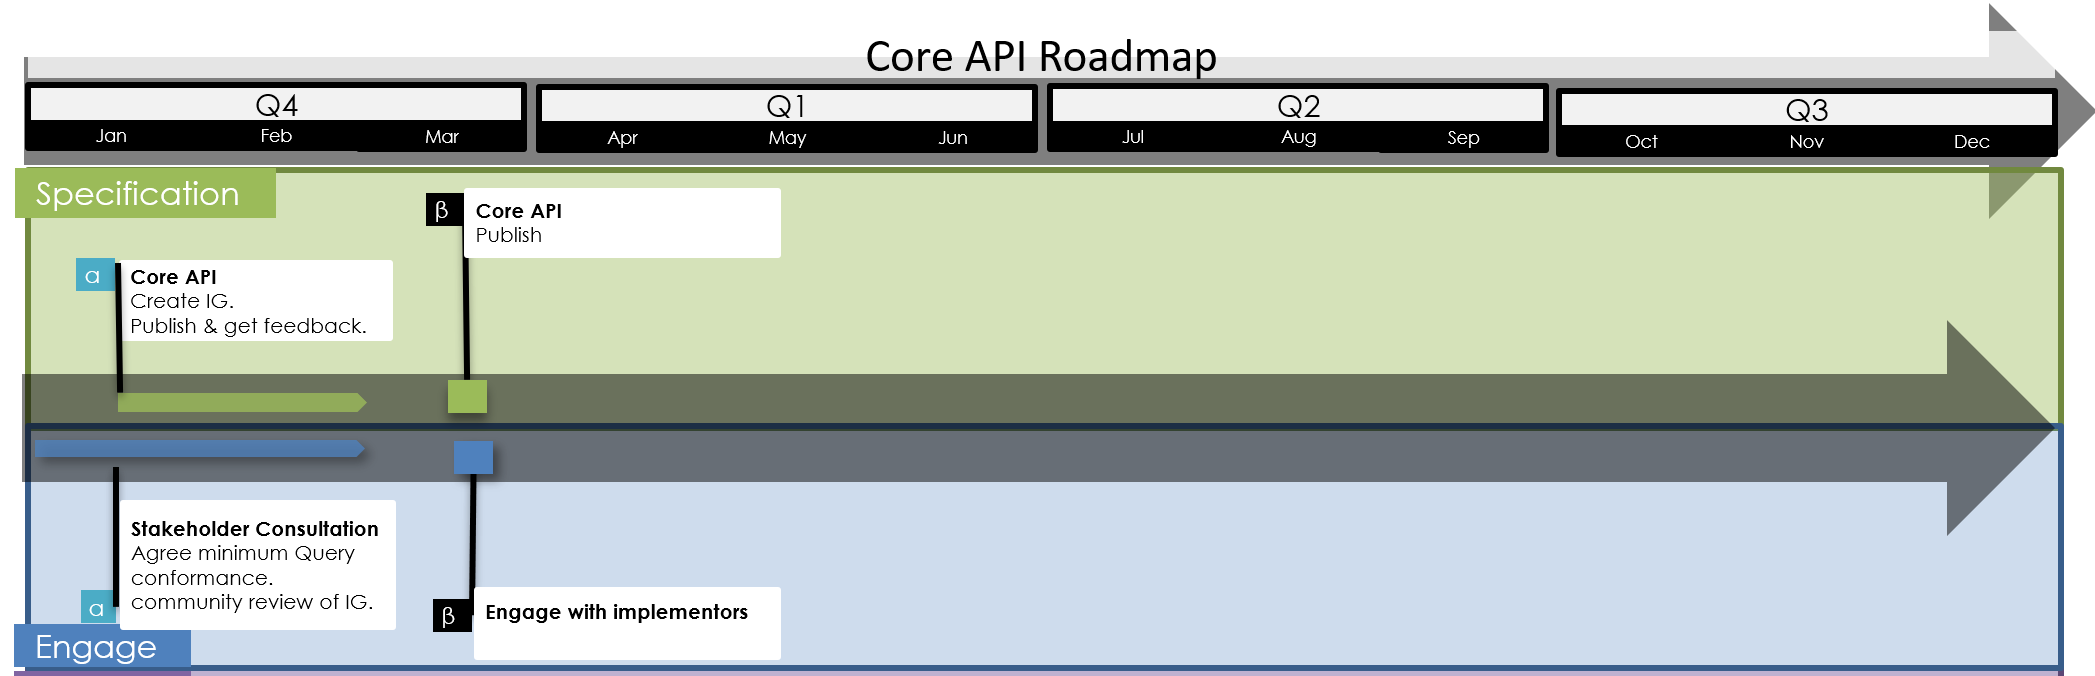 Core API Roadmap
Q4
Jan Feb Mar
Q1
Apr May Jun
Q2
Jul Aug Sep
Q3
Oct Nov Dec
Specification
β
Core API
Publish
α
Core API
Create IG.
Publish & get feedback.
Stakeholder Consultation
Agree minimum Query
conformance.
community review of IG.
α
β
Engage with implementors
Engage